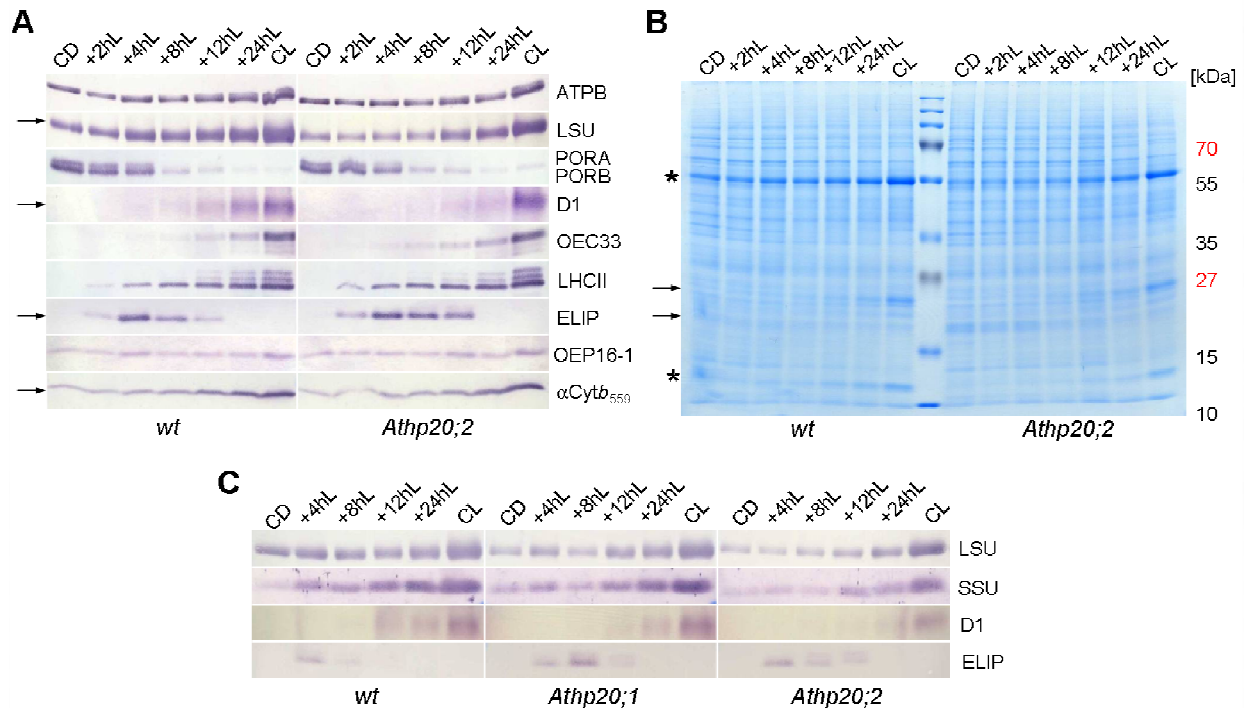 A
CD +2hL +4hL +8hL +12hL +24hL CL CD +2hL +4hL +8hL +12hL +24hL CL
ATPB
LSU
PORA
PORB
D1
OEC33
LHCII
ELIP
OEP16-1
αCytb559
wt Athp20;2
B
CD +2hL +4hL +8hL +12hL +24hL CL CD +2hL +4hL +8hL +12hL +24hL CL
[kDa]
70
* 55
35
27
15
*
10
wt Athp20;2
C
CD +4hL +8hL +12hL +24hL CL CD +4hL +8hL +12hL +24hL CL CD +4hL +8hL +12hL +24hL CL
LSU
SSU
D1
ELIP
wt Athp20;1 Athp20;2